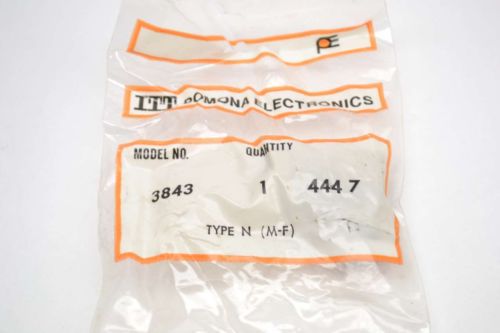 PE
ITT POMONA ELECTRONICS
MODEL NO. QUANTITY
3843 1 444 7
TYPE N (M-F)